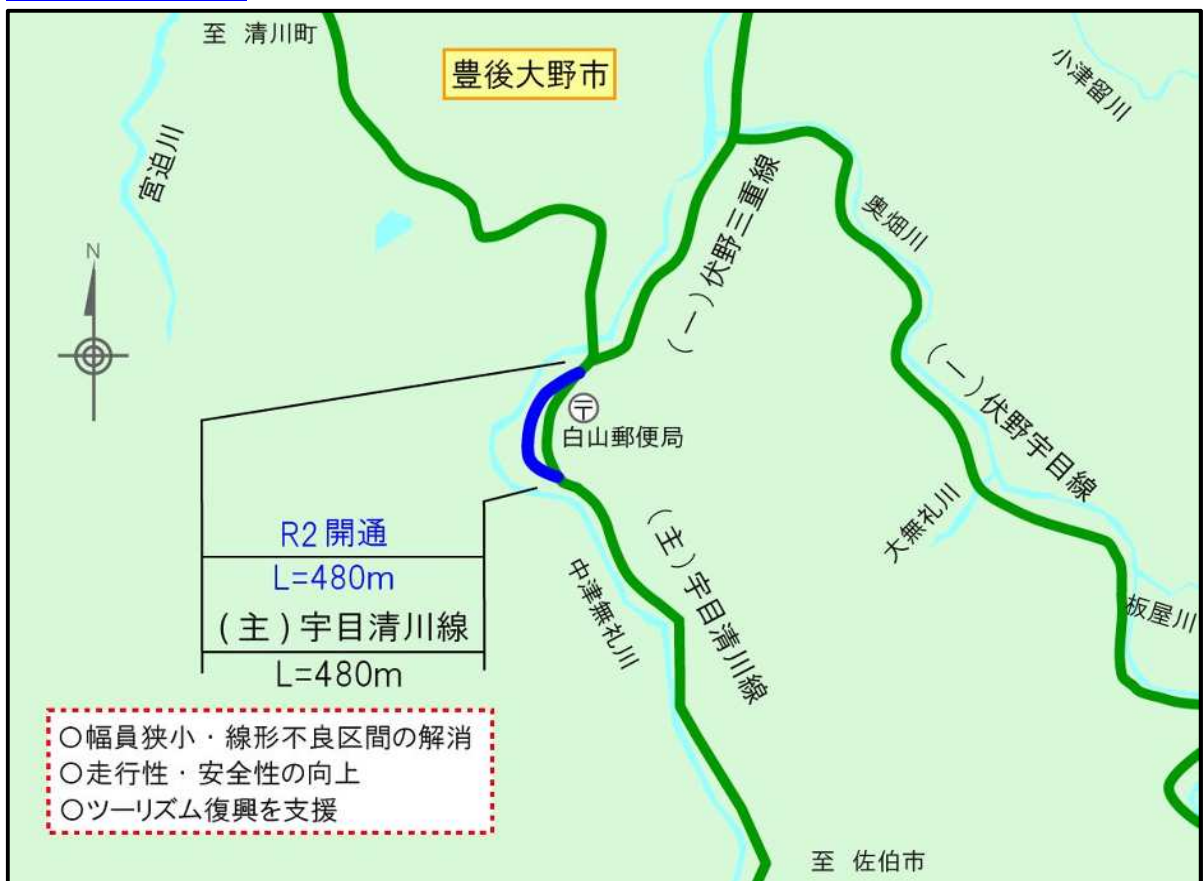 至 清川町
豊後大野市
小津留川
宮迫川
(一)伏野三重線
奥畑川
N
(一)伏野宇目線
〒
白山郵便局
大無礼川
R2開通
L=480m
(主)宇目清川線
L=480m
中津無礼川
(主)宇目清川線
板屋川
○幅員狭小・線形不良区間の解消
○走行性・安全性の向上
○ツーリズム復興を支援
至 佐伯市